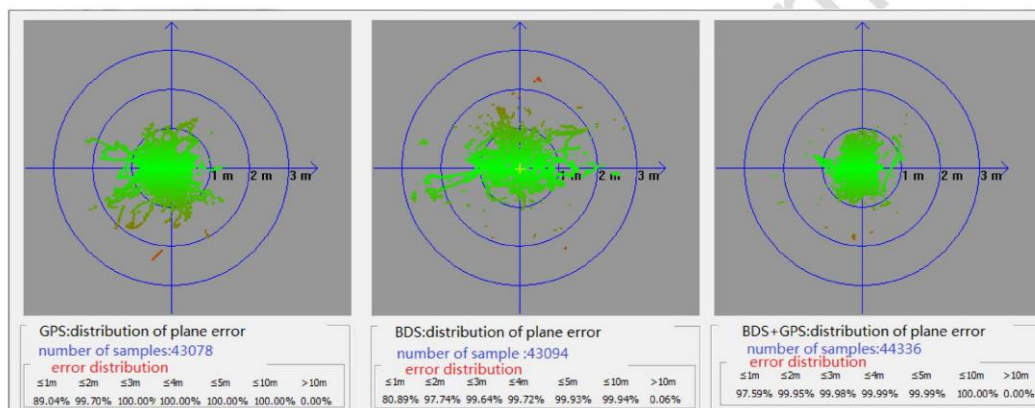 1 m 2 m 3 m
1 m 2 m 3 m
1 m 2 m 3 m
GPS:distribution of plane error
number of samples:43078
error distribution
≤1m ≤2m ≤3m ≤4m ≤5m ≤10m >10m
89.04% 99.70% 100.00% 100.00% 100.00% 100.00% 0.00%
BDS:distribution of plane error
number of sample :43094
error distribution
≤1m ≤2m ≤3m ≤4m ≤5m ≤10m >10m
80.89% 97.74% 99.64% 99.72% 99.93% 99.94% 0.06%
BDS+GPS:distribution of plane error
number of samples:44336
error distribution
≤1m ≤2m ≤3m ≤4m ≤5m ≤10m >10m
97.59% 99.95% 99.98% 99.99% 99.99% 100.00% 0.00%